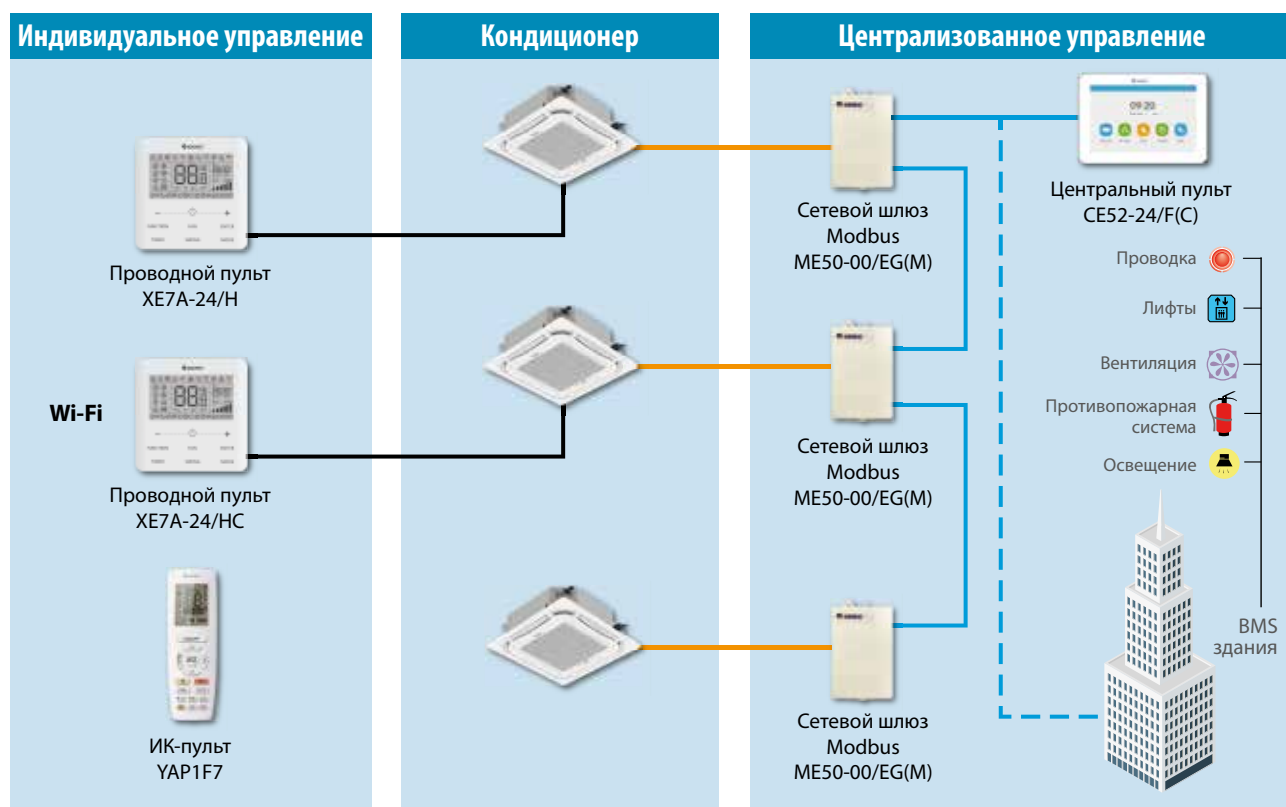 Индивидуальное управление
Кондиционер
Централизованное управление
Проводной пульт
XE7A-24/H
Wi-Fi
Проводной пульт
XE7A-24/HC
ИК-пульт
YAP1F7
Сетевой шлюз
Modbus
ME50-00/EG(M)
Сетевой шлюз
Modbus
ME50-00/EG(M)
Сетевой шлюз
Modbus
ME50-00/EG(M)
09:20
Центральный пульт
CE52-24/F(C)
Проводка
Лифты
Вентиляция
Противопожарная
система
Освещение
BMS
здания